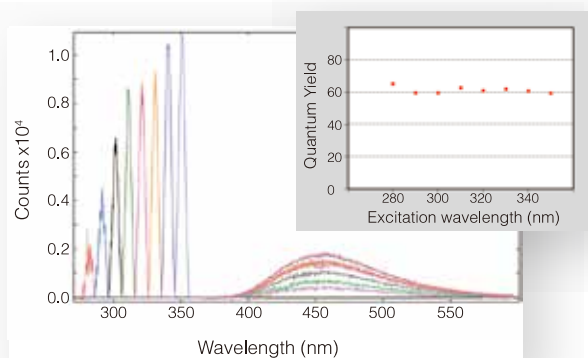 Counts x10⁴
1.0
0.8
0.6
0.4
0.2
0.0
300 350 400 450 500 550
Wavelength (nm)
Quantum Yield
80
60
40
20
0
280 300 320 340
Excitation wavelength (nm)